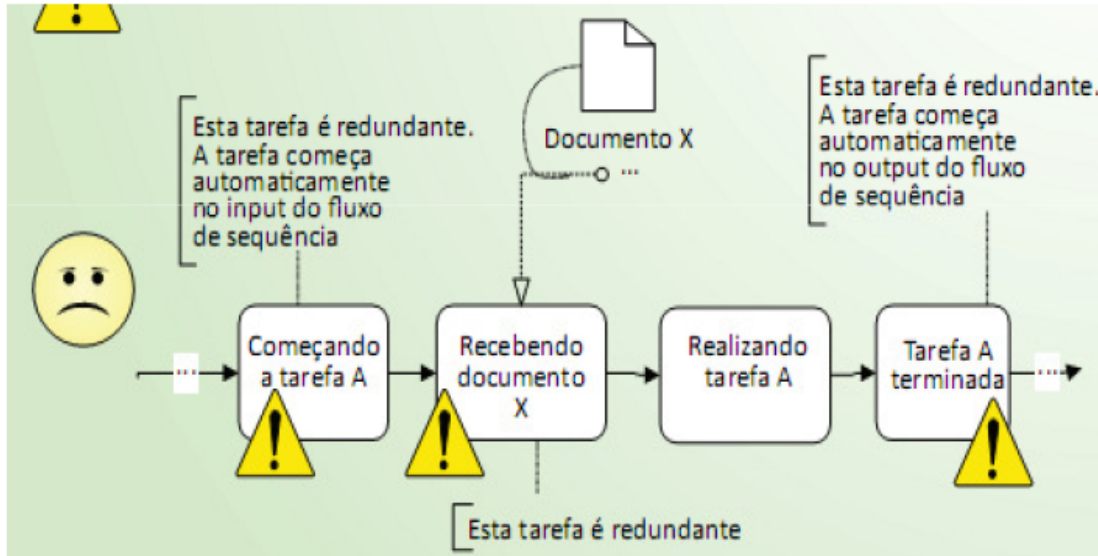 Esta tarefa é redundante.
A tarefa começa
automaticamente
no input do fluxo
de sequência
Documento X
...
Esta tarefa é redundante.
A tarefa começa
automaticamente
no output do fluxo
de sequência
...
Começando
a tarefa A
Recebendo
documento
X
Realizando
tarefa A
Tarefa A
terminada
...
Esta tarefa é redundante